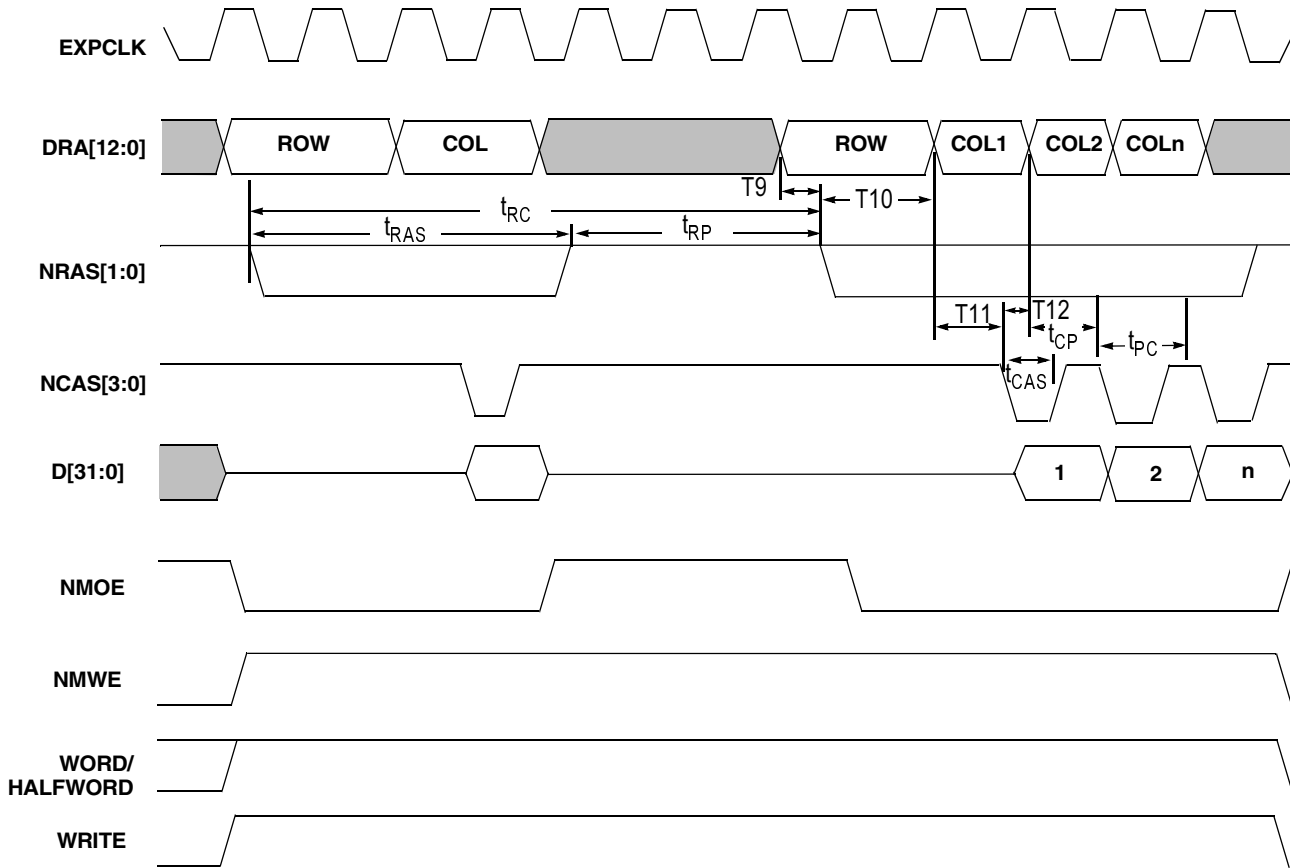 EXPCLK
DRA[12:0]
ROW
COL
ROW
COL1
COL2
COLn
T9
T10
tRC
tRAS
tRP
NRAS[1:0]
T11
T12
tCP
tPC
NCAS[3:0]
tCAS
D[31:0]
1
2
n
NMOE
NMWE
WORD/
HALFWORD
WRITE